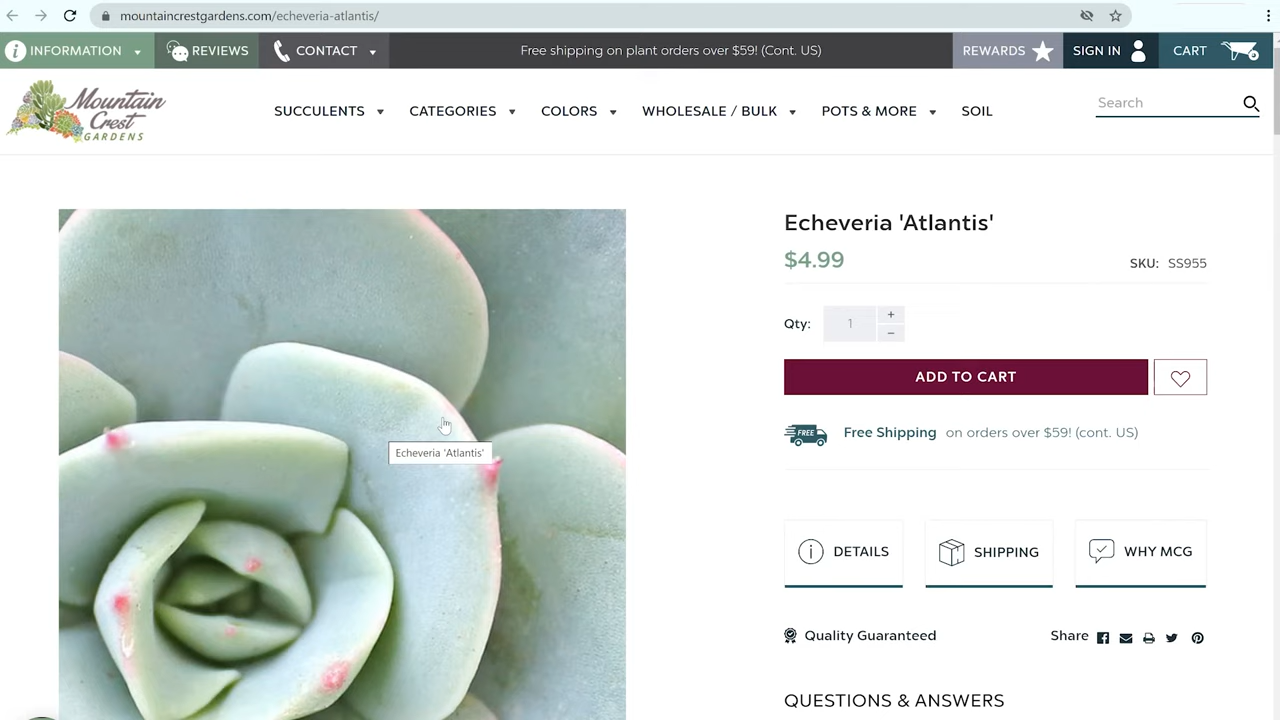 mountaincrestgardens.com/echeveria-atlantis/
INFORMATION
REVIEWS
CONTACT
Free shipping on plant orders over $59! (Cont. US)
REWARDS
SIGN IN
CART
Mountain
Crest
GARDENS
SUCCULENTS
CATEGORIES
COLORS
WHOLESALE / BULK
POTS & MORE
SOIL
Search
Echeveria 'Atlantis'
$4.99
SKU: SS955
Qty: 1 + −
ADD TO CART
Echeveria 'Atlantis'
FREE
Free Shipping on orders over $59! (cont. US)
DETAILS
SHIPPING
WHY MCG
Quality Guaranteed
Share
QUESTIONS & ANSWERS